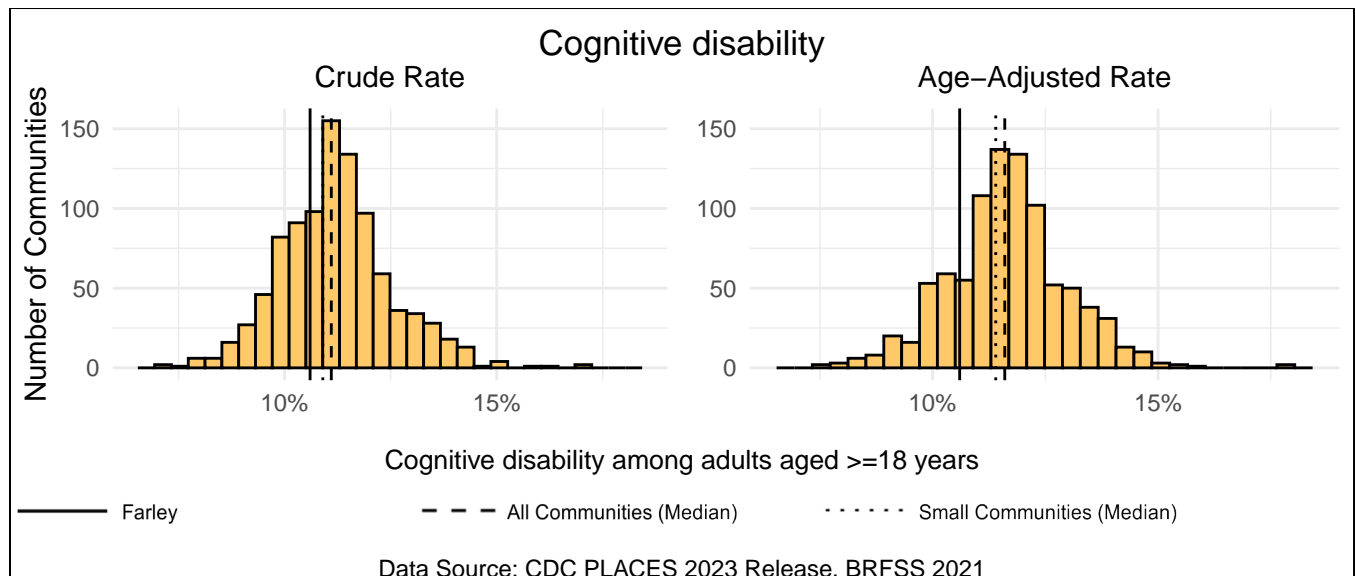 Cognitive disability
Crude Rate
Age−Adjusted Rate
Number of Communities
150
100
50
0
10%
15%
150
100
50
0
10%
15%
Cognitive disability among adults aged >=18 years
Farley
All Communities (Median)
Small Communities (Median)
Data Source: CDC PLACES 2023 Release, BRFSS 2021